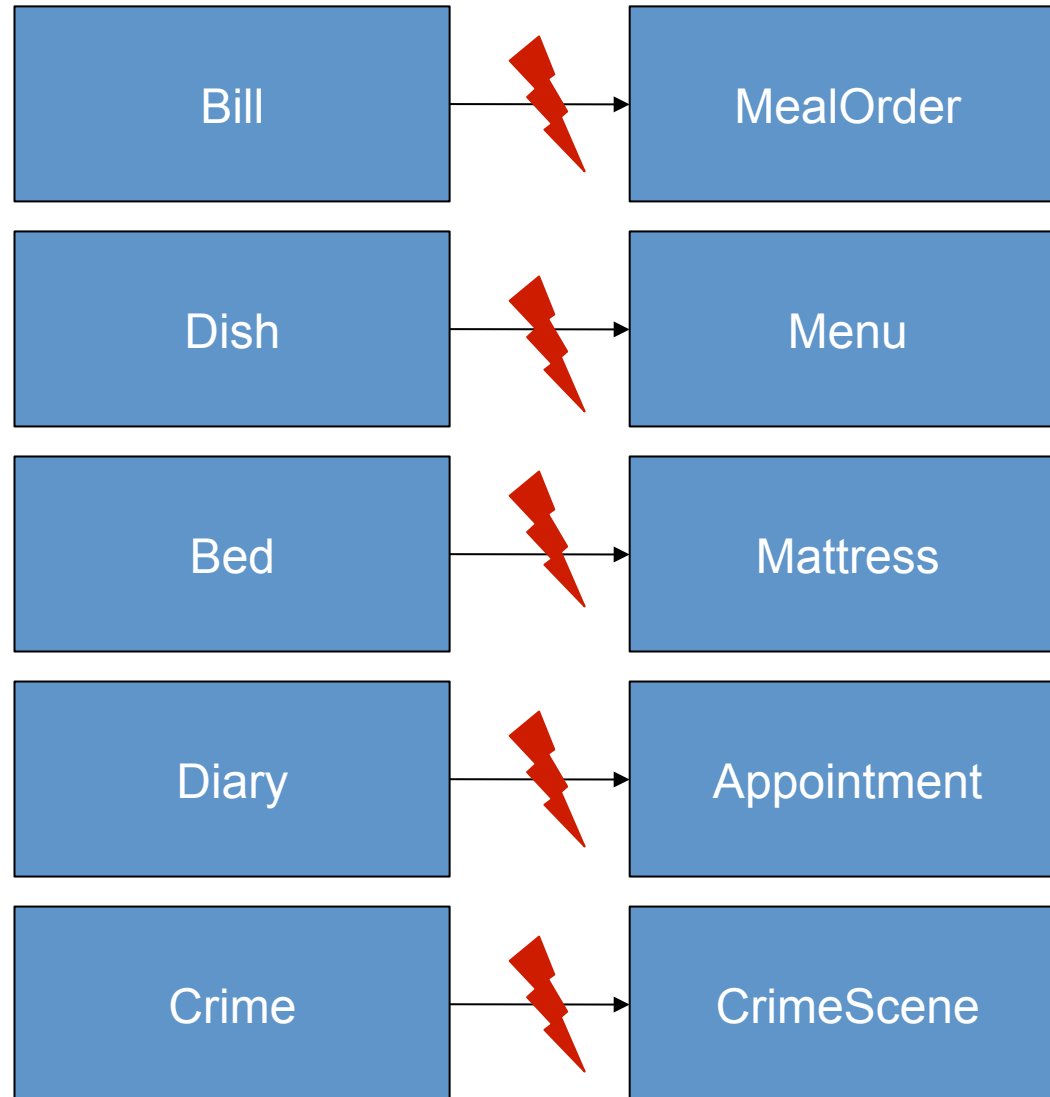 Bill
MealOrder
Dish
Menu
Bed
Mattress
Diary
Appointment
Crime
CrimeScene